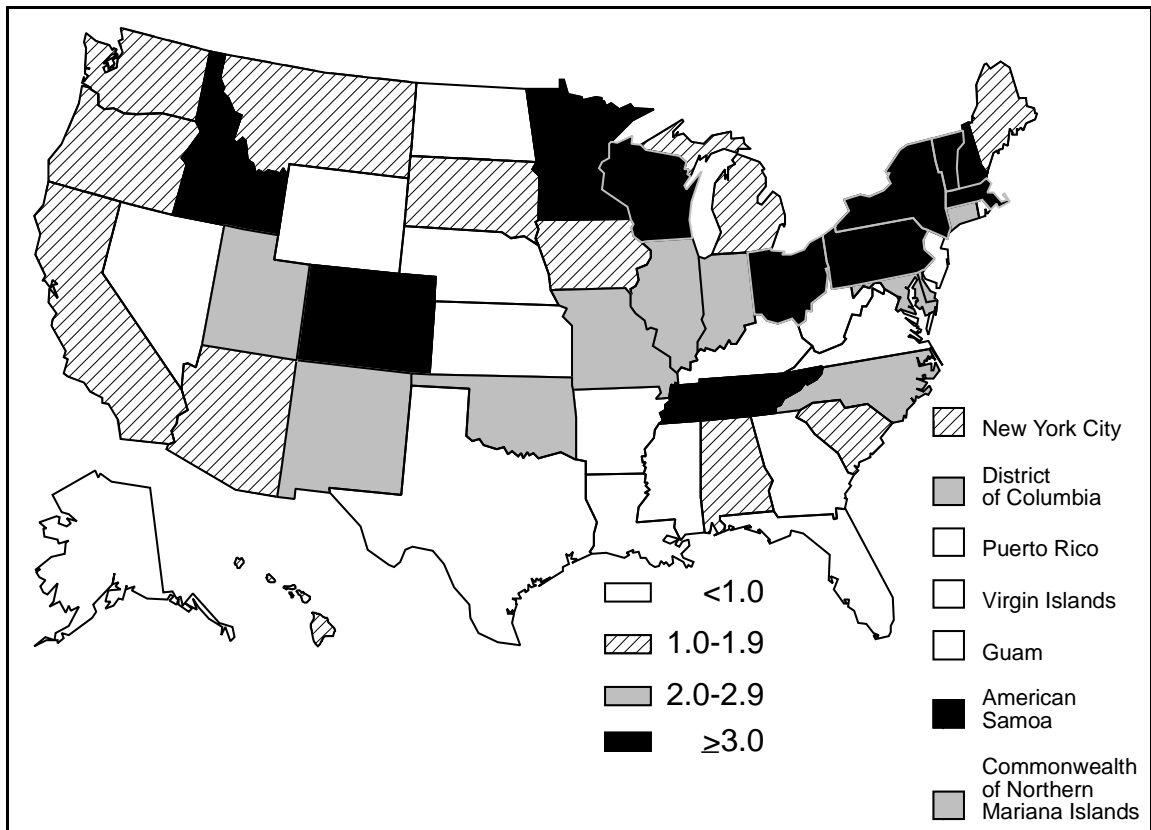 New York City
District
of Columbia
Puerto Rico
Virgin Islands
Guam
American
Samoa
Commonwealth
of Northern
Mariana Islands
<1.0
1.0-1.9
2.0-2.9
≥3.0